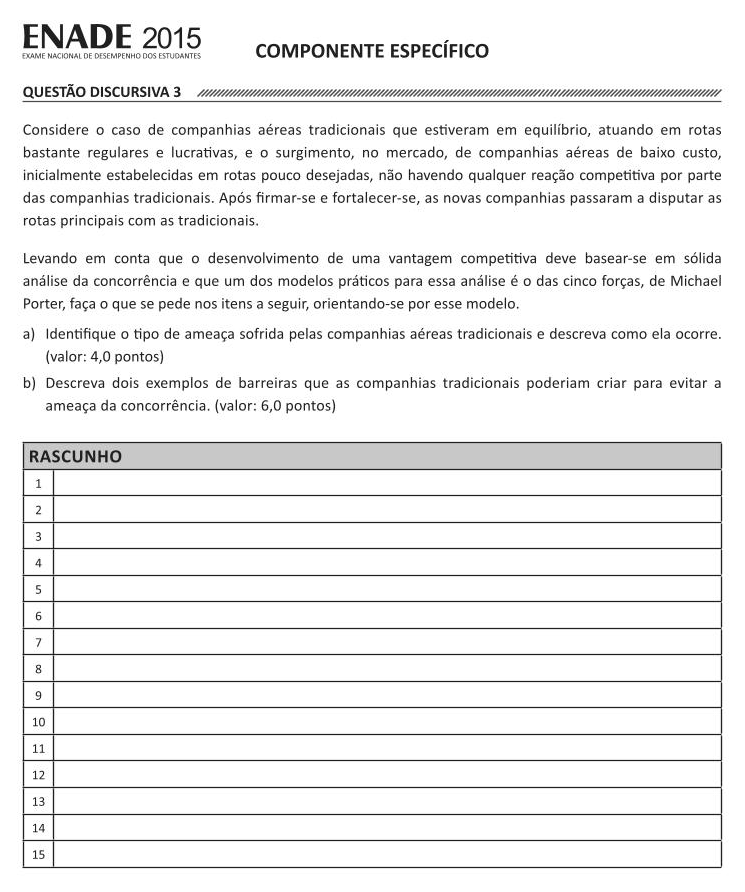 ENADE 2015
EXAME NACIONAL DE DESEMPENHO DOS ESTUDANTES
COMPONENTE ESPECÍFICO
QUESTÃO DISCURSIVA 3
Considere o caso de companhias aéreas tradicionais que estiveram em equilíbrio, atuando em rotas
bastante regulares e lucrativas, e o surgimento, no mercado, de companhias aéreas de baixo custo,
inicialmente estabelecidas em rotas pouco desejadas, não havendo qualquer reação competitiva por parte
das companhias tradicionais. Após firmar-se e fortalecer-se, as novas companhias passaram a disputar as
rotas principais com as tradicionais.
Levando em conta que o desenvolvimento de uma vantagem competitiva deve basear-se em sólida
análise da concorrência e que um dos modelos práticos para essa análise é o das cinco forças, de Michael
Porter, faça o que se pede nos itens a seguir, orientando-se por esse modelo.
a) Identifique o tipo de ameaça sofrida pelas companhias aéreas tradicionais e descreva como ela ocorre.
(valor: 4,0 pontos)
b) Descreva dois exemplos de barreiras que as companhias tradicionais poderiam criar para evitar a
ameaça da concorrência. (valor: 6,0 pontos)
RASCUNHO
1
2
3
4
5
6
7
8
9
10
11
12
13
14
15